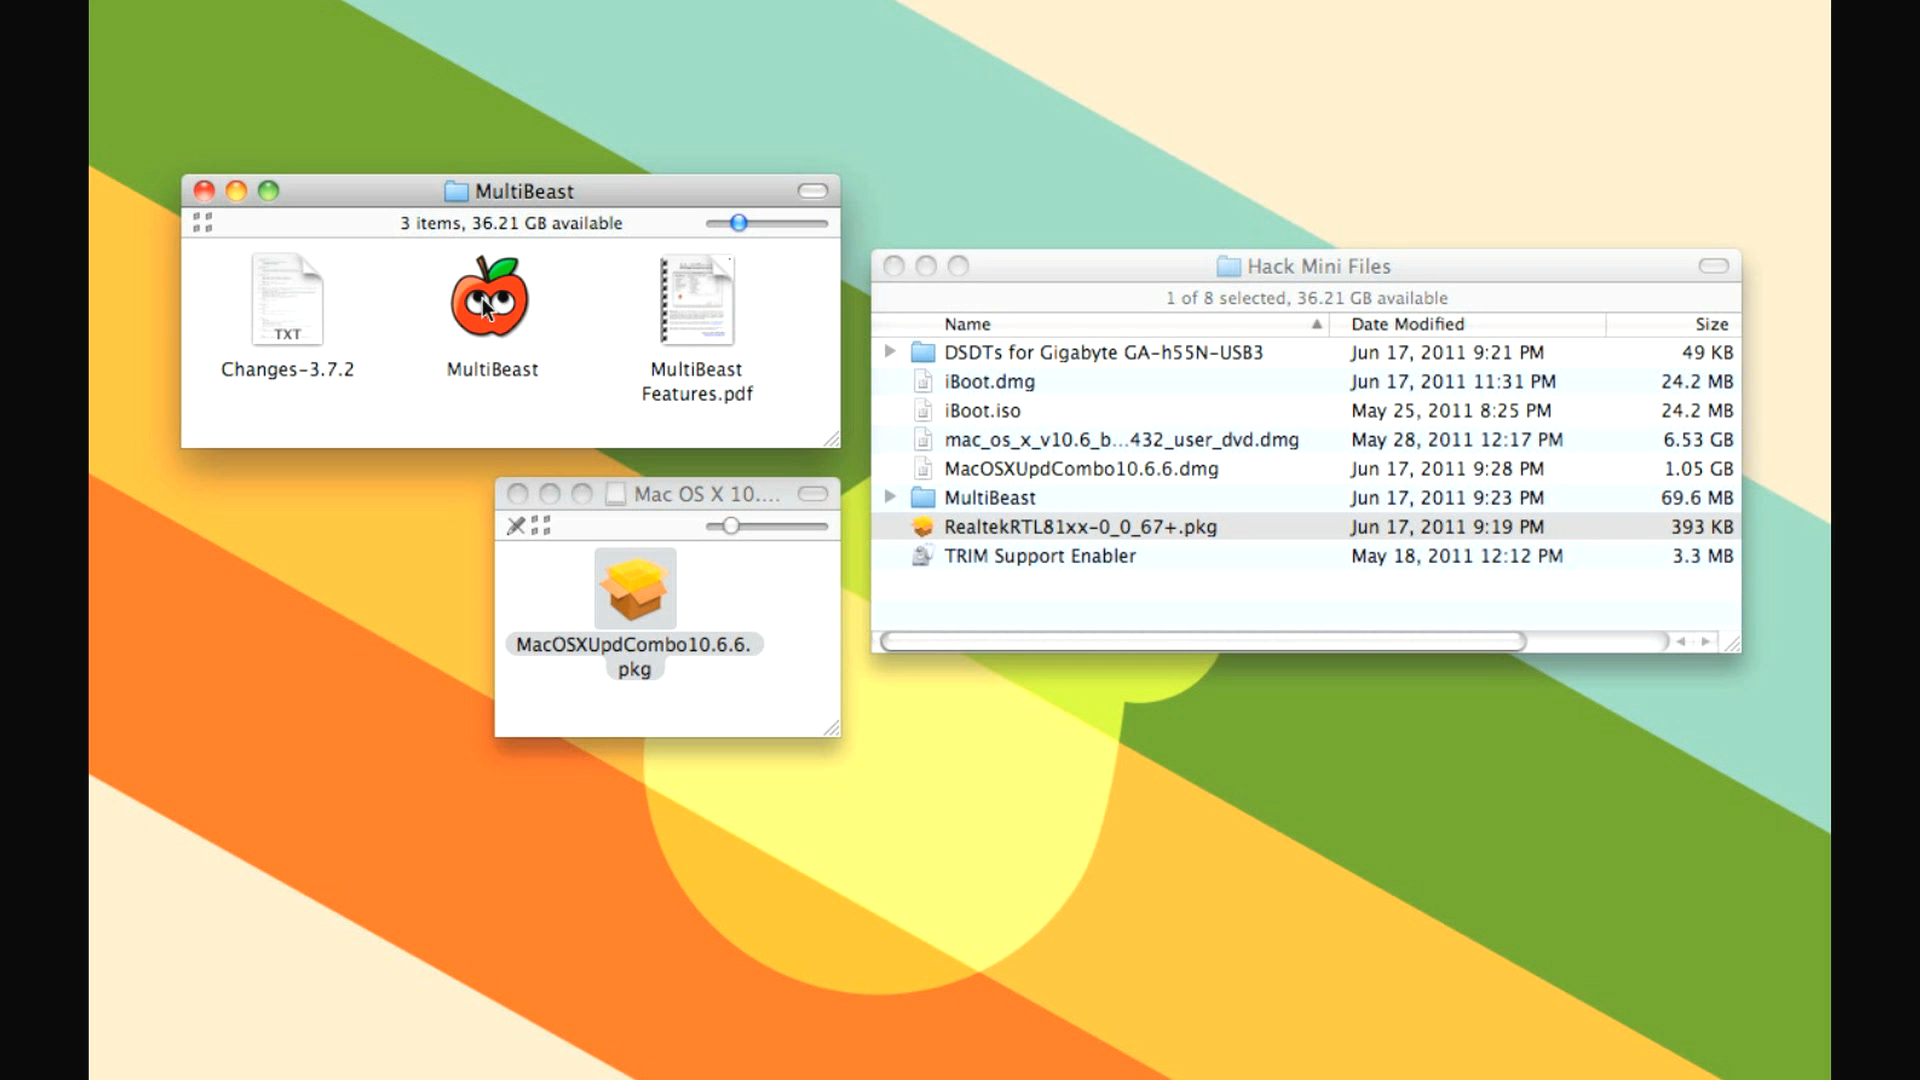 MultiBeast
3 items, 36.21 GB available
TXT
Changes-3.7.2
MultiBeast
MultiBeast
Features.pdf
Mac OS X 10....
MacOSXUpdCombo10.6.6.
pkg
Hack Mini Files
1 of 8 selected, 36.21 GB available
Name Date Modified Size
DSDTs for Gigabyte GA-h55N-USB3 Jun 17, 2011 9:21 PM 49 KB
iBoot.dmg Jun 17, 2011 11:31 PM 24.2 MB
iBoot.iso May 25, 2011 8:25 PM 24.2 MB
mac_os_x_v10.6_b...432_user_dvd.dmg May 28, 2011 12:17 PM 6.53 GB
MacOSXUpdCombo10.6.6.dmg Jun 17, 2011 9:28 PM 1.05 GB
MultiBeast Jun 17, 2011 9:23 PM 69.6 MB
RealtekRTL81xx-0_0_67+.pkg Jun 17, 2011 9:19 PM 393 KB
TRIM Support Enabler May 18, 2011 12:12 PM 3.3 MB